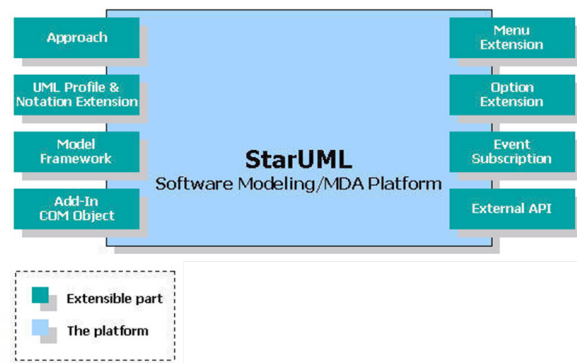 Approach
UML Profile &
Notation Extension
Model
Framework
Add-In
COM Object
StarUML
Software Modeling/MDA Platform
Menu
Extension
Option
Extension
Event
Subscription
External API
Extensible part
The platform